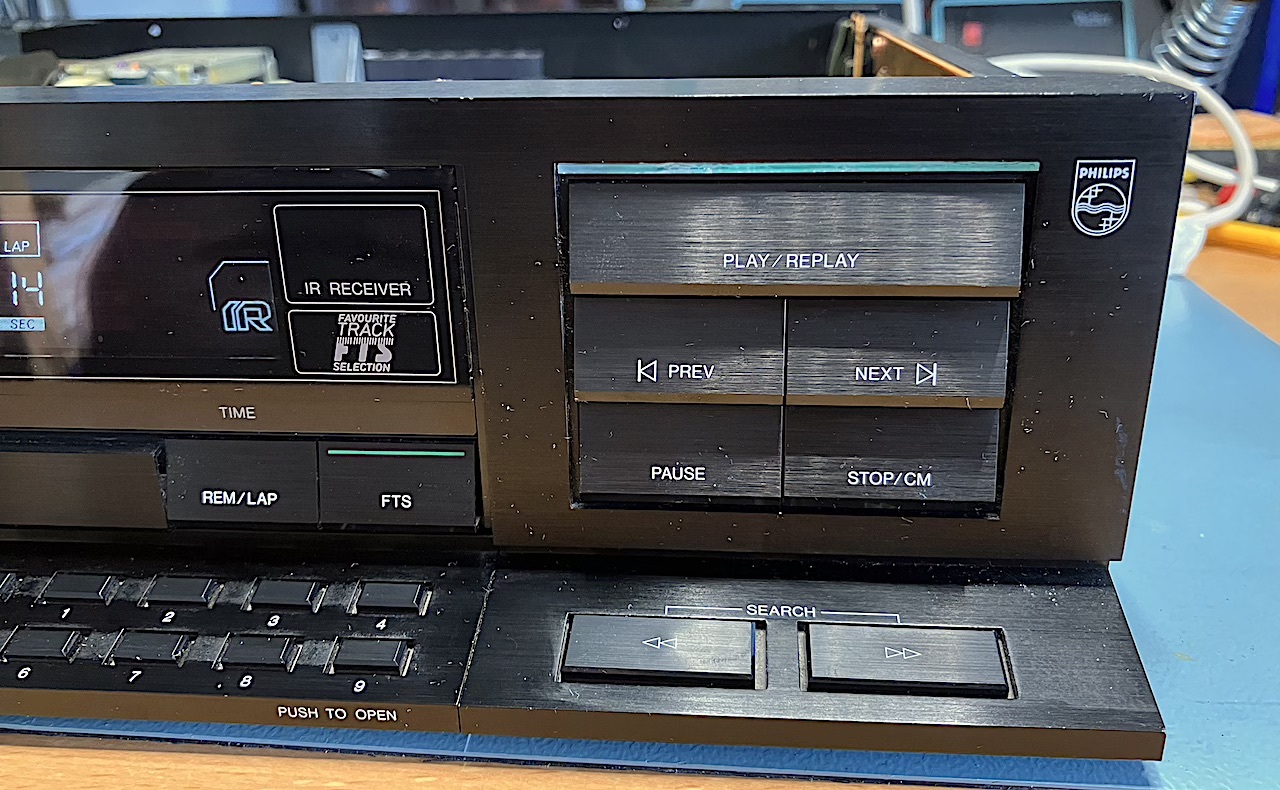 PHILIPS
PLAY/REPLAY
LAP
14
SEC
IR
IR RECEIVER
FAVOURITE
TRACK
FTS
SELECTION
PREV
NEXT
TIME
PAUSE
STOP/CM
REM/LAP
FTS
1 2 3 4
SEARCH
6 7 8 9
PUSH TO OPEN